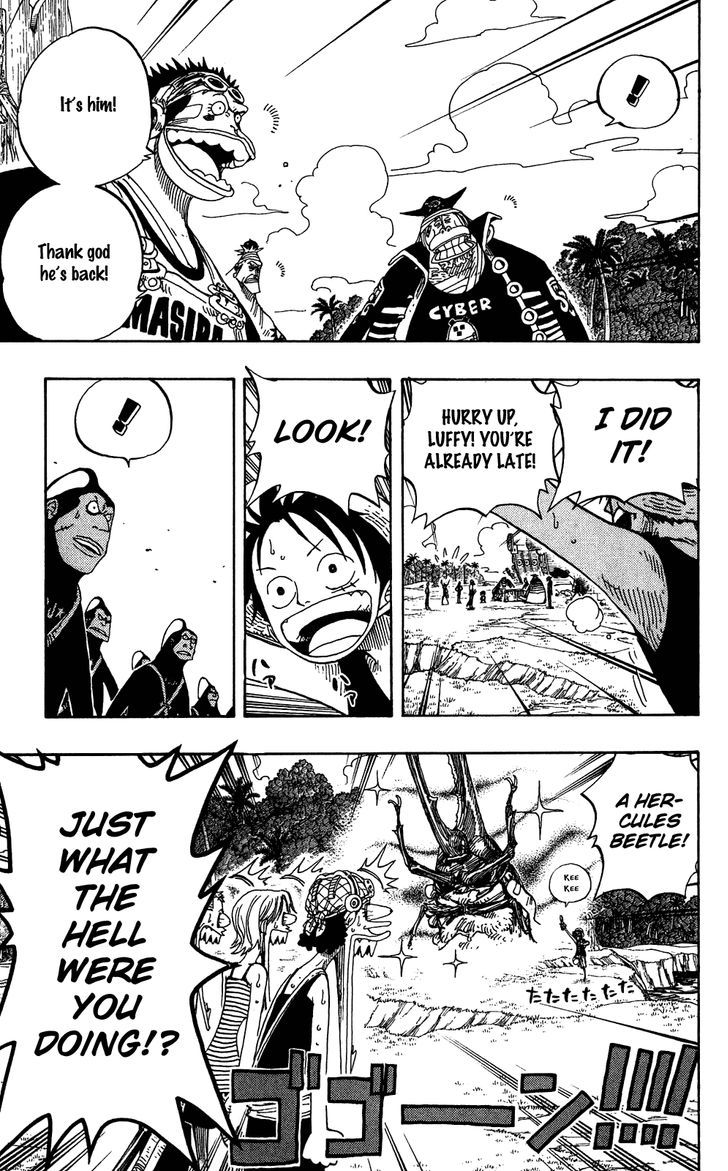 !
It's him!
Thank god
he's back!
MASIRA
CYBER
I DID
IT!
HURRY UP,
LUFFY! YOU'RE
ALREADY LATE!
LOOK!
!
A HER-
CULES
BEETLE!
KEE
KEE
たたたたたた
JUST
WHAT
THE
HELL
WERE
YOU
DOING!?
ゴゴーーン!!!!